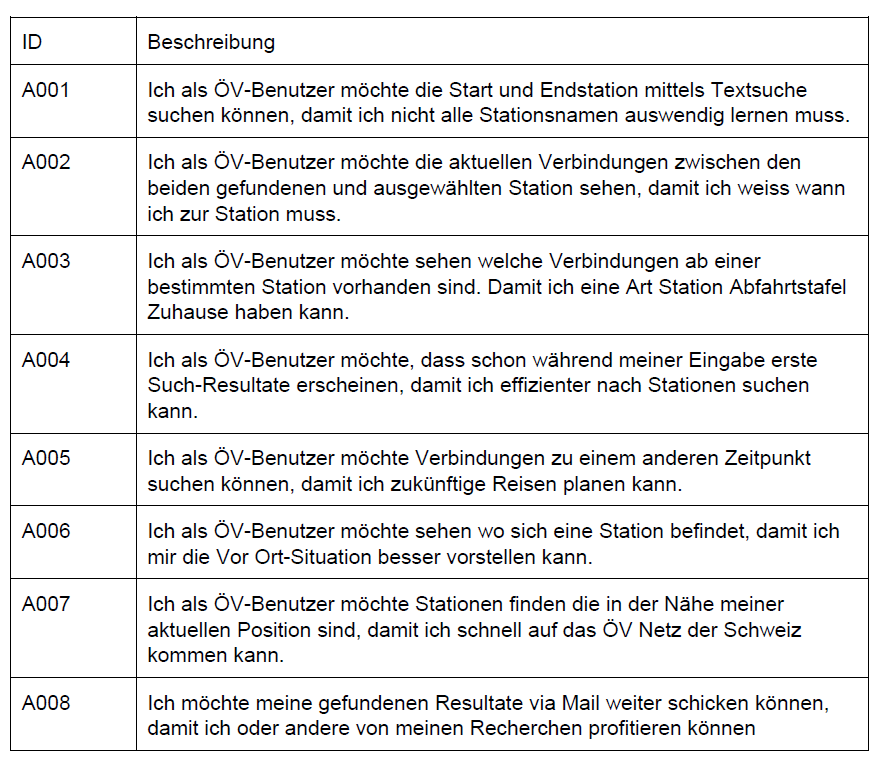 ID Beschreibung
A001 Ich als ÖV-Benutzer möchte die Start und Endstation mittels Textsuche
suchen können, damit ich nicht alle Stationsnamen auswendig lernen muss.
A002 Ich als ÖV-Benutzer möchte die aktuellen Verbindungen zwischen den
beiden gefundenen und ausgewählten Station sehen, damit ich weiss wann
ich zur Station muss.
A003 Ich als ÖV-Benutzer möchte sehen welche Verbindungen ab einer
bestimmten Station vorhanden sind. Damit ich eine Art Station Abfahrtstafel
Zuhause haben kann.
A004 Ich als ÖV-Benutzer möchte, dass schon während meiner Eingabe erste
Such-Resultate erscheinen, damit ich effizienter nach Stationen suchen
kann.
A005 Ich als ÖV-Benutzer möchte Verbindungen zu einem anderen Zeitpunkt
suchen können, damit ich zukünftige Reisen planen kann.
A006 Ich als ÖV-Benutzer möchte sehen wo sich eine Station befindet, damit ich
mir die Vor Ort-Situation besser vorstellen kann.
A007 Ich als ÖV-Benutzer möchte Stationen finden die in der Nähe meiner
aktuellen Position sind, damit ich schnell auf das ÖV Netz der Schweiz
kommen kann.
A008 Ich möchte meine gefundenen Resultate via Mail weiter schicken können,
damit ich oder andere von meinen Recherchen profitieren können